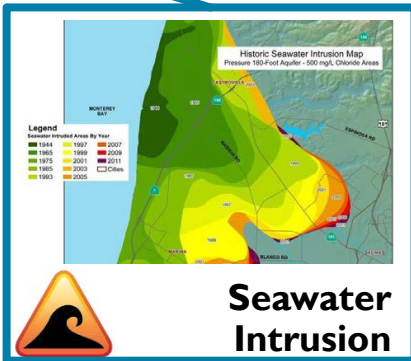 Historic Seawater Intrusion Map
Pressure 180-Foot Aquifer - 500 mg/L Chloride Areas
MONTEREY
BAY
Legend
Seawater Intruded Areas By Year
1944
1965
1975
1985
1993
1997
1999
2001
2003
2005
2007
2009
2011
Cities
ESPINOSA RD
BLANCO RD
MARINA
SALINAS
Seawater
Intrusion